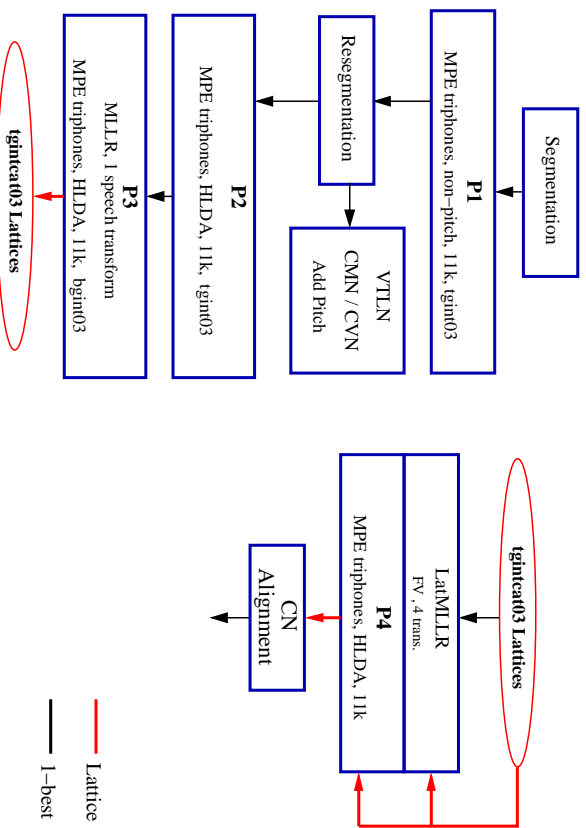 Segmentation
P1
MPE triphones, non−pitch, 11k, tgint03
Resegmentation
VTLN
CMN / CVN
Add Pitch
P2
MPE triphones, HLDA, 11k, tgint03
P3
MLLR, 1 speech transform
MPE triphones, HLDA, 11k, bgint03
tgintcat03 Lattices
tgintcat03 Lattices
LatMLLR
FV , 4 trans.
P4
MPE triphones, HLDA, 11k
CN
Alignment
Lattice
1−best